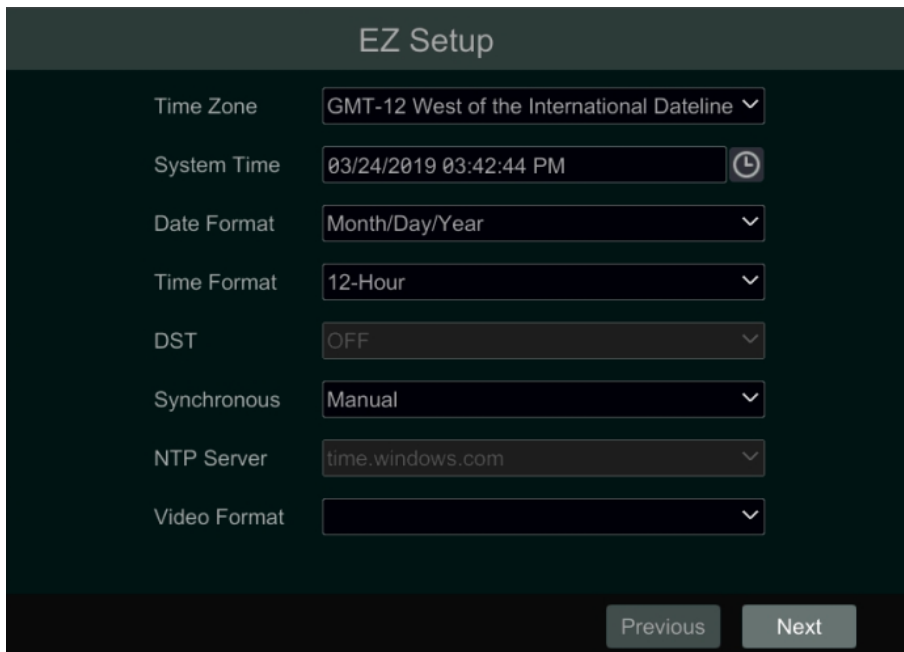 EZ Setup
Time Zone GMT-12 West of the International Dateline
System Time 03/24/2019 03:42:44 PM
Date Format Month/Day/Year
Time Format 12-Hour
DST OFF
Synchronous Manual
NTP Server time.windows.com
Video Format
Previous Next